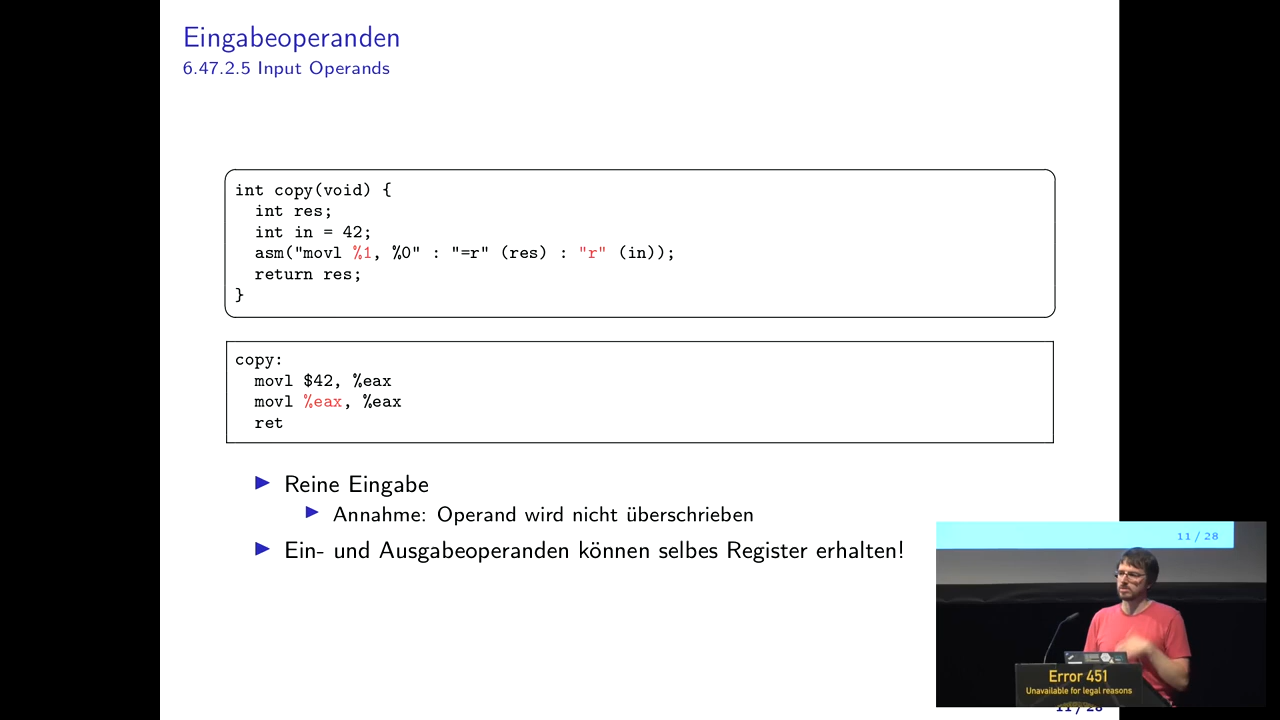 Eingabeoperanden
6.47.2.5 Input Operands
int copy(void) {
  int res;
  int in = 42;
  asm("movl %1, %0" : "=r" (res) : "r" (in));
  return res;
}
copy:
  movl $42, %eax
  movl %eax, %eax
  ret
Reine Eingabe
Annahme: Operand wird nicht überschrieben
Ein- und Ausgabeoperanden können selbes Register erhalten!
11 / 28
Error 451
Unavailable for legal reasons
11 / 28